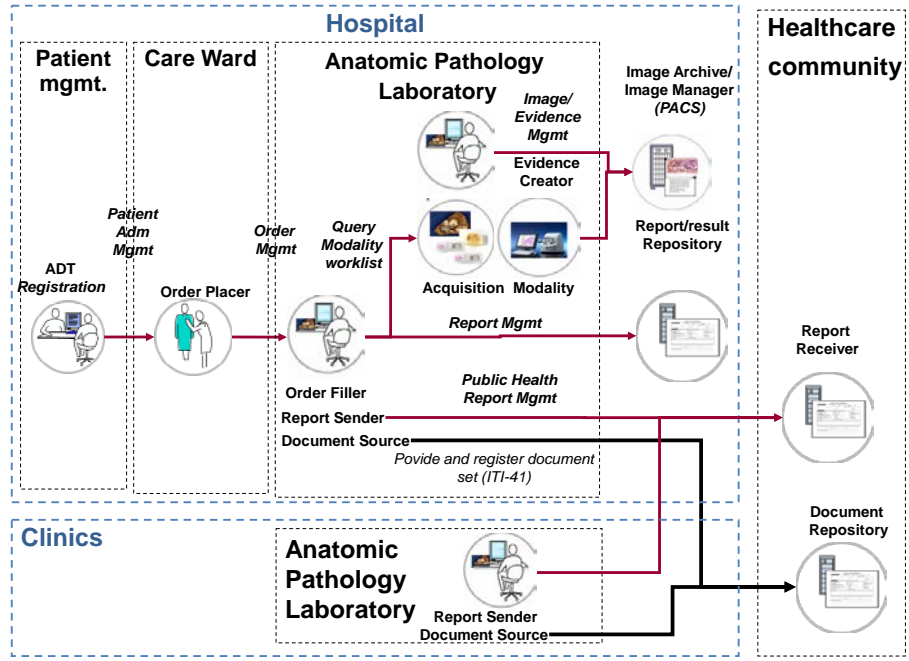 Hospital
Healthcare
community
Patient
mgmt.
Care Ward
Anatomic Pathology
Laboratory
Image/
Evidence
Mgmt
Evidence
Creator
Image Archive/
Image Manager
(PACS)
Report/result
Repository
Patient
Adm
Mgmt
Order
Mgmt
Query
Modality
worklist
Acquisition
Modality
ADT
Registration
Order Placer
Order Filler
Report Mgmt
Public Health
Report Mgmt
Report Sender
Document Source
Povide and register document
set (ITI-41)
Report
Receiver
Document
Repository
Clinics
Anatomic
Pathology
Laboratory
Report Sender
Document Source